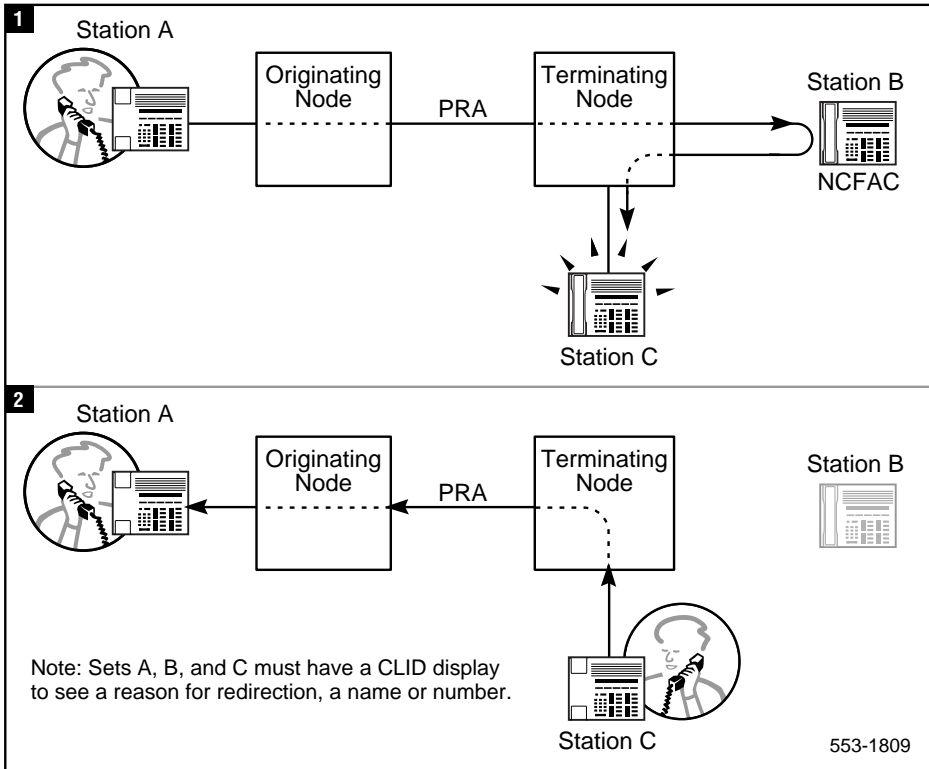 1
Station A
Originating
Node
PRA
Terminating
Node
Station B
NCFAC
Station C
2
Station A
Originating
Node
PRA
Terminating
Node
Station B
Note: Sets A, B, and C must have a CLID display
to see a reason for redirection, a name or number.
Station C
553-1809